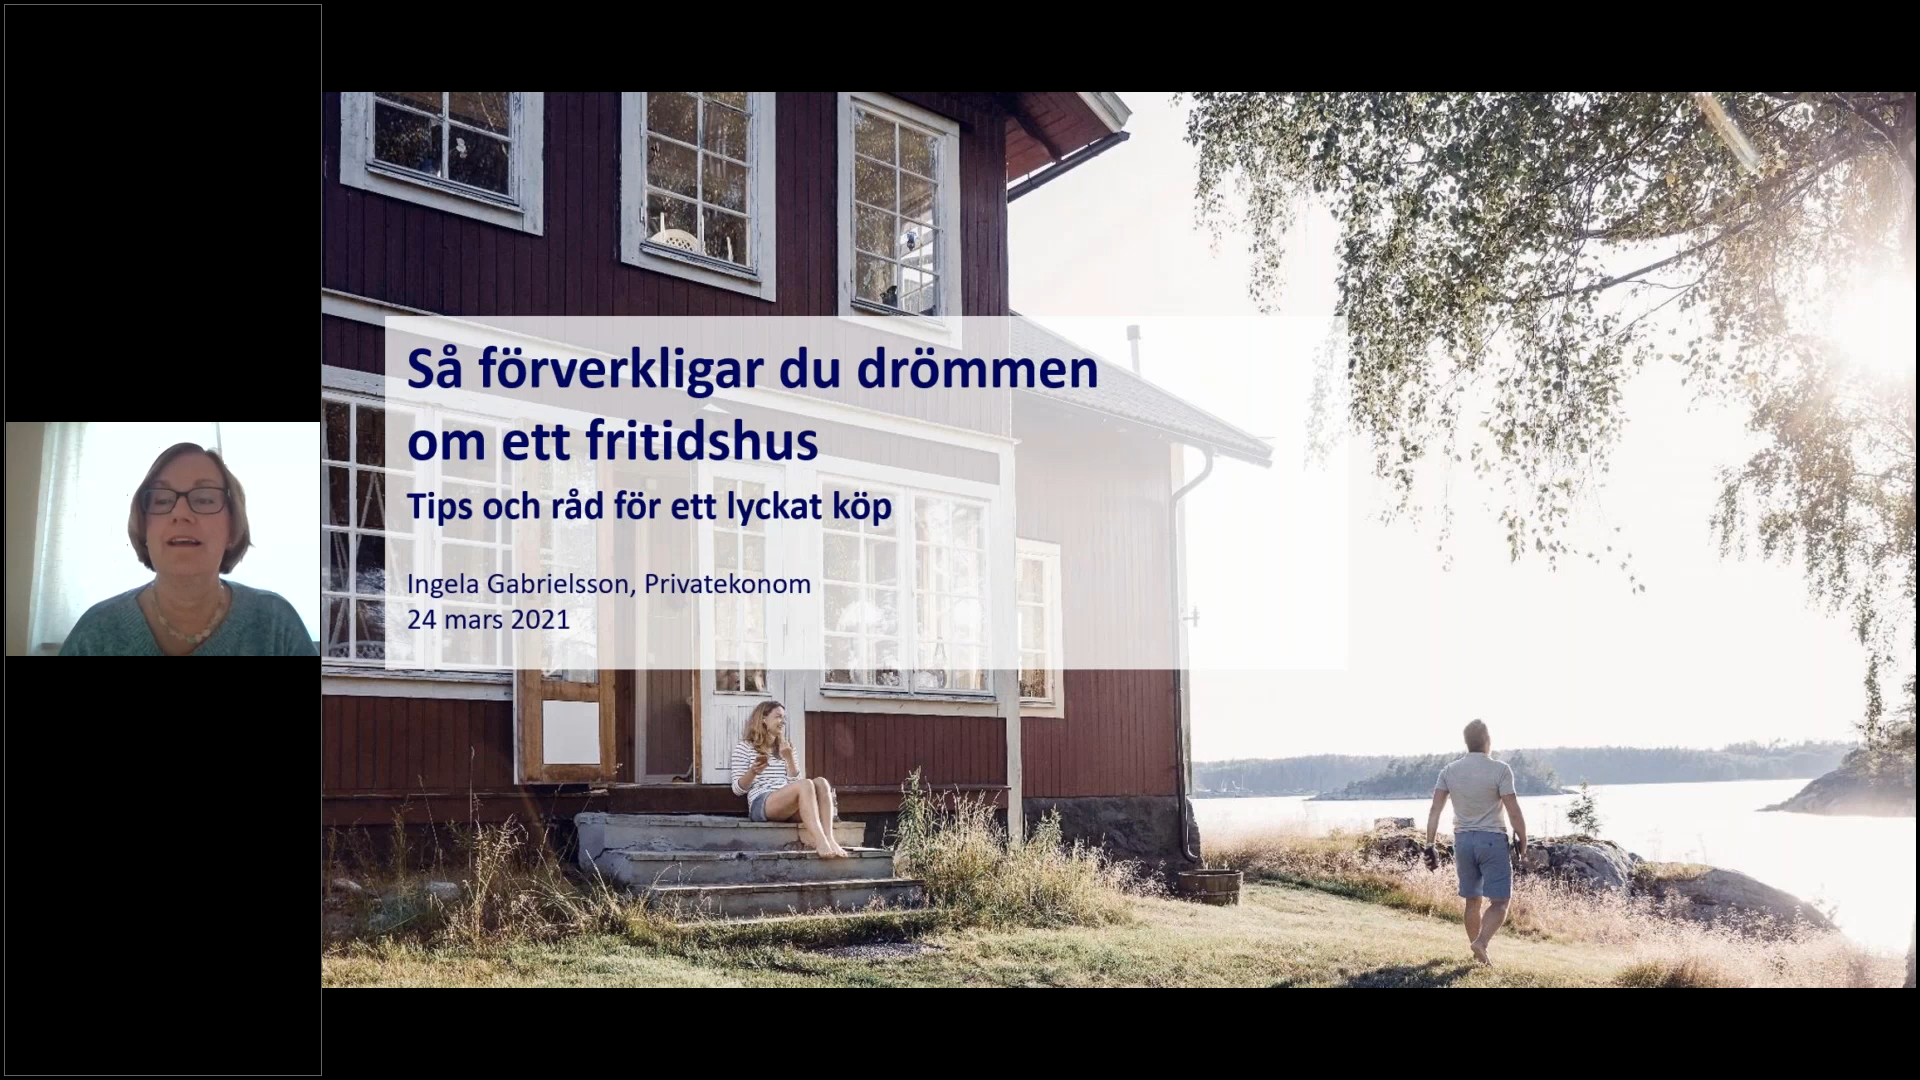 Så förverkligar du drömmen
om ett fritidshus
Tips och råd för ett lyckat köp
Ingela Gabrielsson, Privatekonom
24 mars 2021